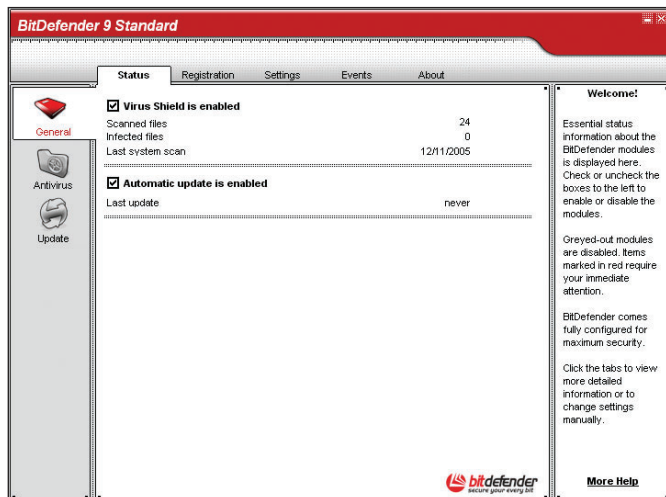 BitDefender 9 Standard
Status Registration Settings Events About
General
Antivirus
Update
Virus Shield is enabled
Scanned files 24
Infected files 0
Last system scan 12/11/2005
Automatic update is enabled
Last update never
Welcome!
Essential status
information about the
BitDefender modules
is displayed here.
Check or uncheck the
boxes to the left to
enable or disable the
modules.
Greyed-out modules
are disabled. Items
marked in red require
your immediate
attention.
BitDefender comes
fully configured for
maximum security.
Click the tabs to view
more detailed
information or to
change settings
manually.
More Help
bitdefender
secure your every bit